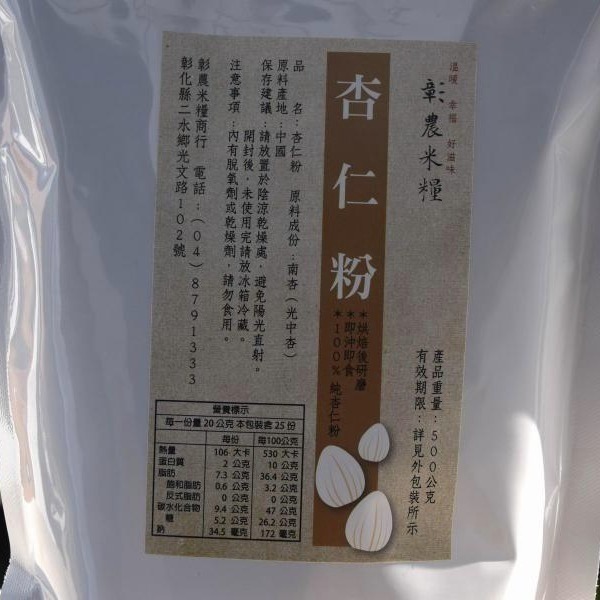 溫暖 幸福 好滋味
彰農米糧
杏仁粉
*烘焙後研磨
*即沖即食
*100%純杏仁粉
產品重量：500公克
有效期限：詳見外包裝所示
品 名：杏仁粉 原料成份：南杏（光中杏）
原料產地：中國
保存建議：請放置於陰涼乾燥處，避免陽光直射。
開封後，未使用完請放冰箱冷藏。
注意事項：內有脫氧劑或乾燥劑，請勿食用。
彰農米糧商行 電話：(04)8791333
彰化縣二水鄉光文路102號
營養標示
每一份量 20 公克 本包裝含 25 份
每份 每100公克
熱量 106 大卡 530 大卡
蛋白質 2 公克 10 公克
脂肪 7.3 公克 36.4 公克
飽和脂肪 0.6 公克 3.2 公克
反式脂肪 0 公克 0 公克
碳水化合物 9.4 公克 47 公克
糖 5.2 公克 26.2 公克
鈉 34.5 毫克 172 毫克